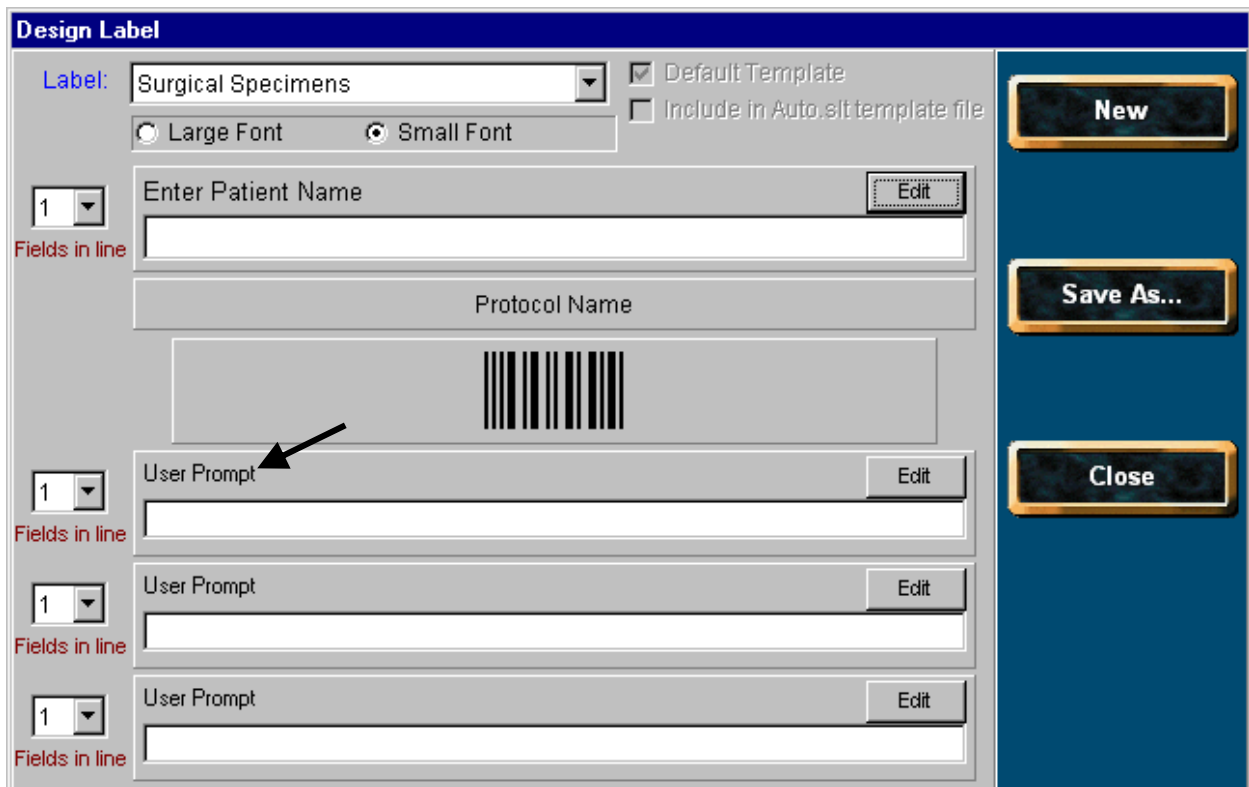 Design Label
Label: Surgical Specimens
Default Template
Include in Auto.slt template file
Large Font Small Font
New
1 Enter Patient Name Edit
Fields in line
Protocol Name
Save As...
1 User Prompt Edit
Fields in line
Close
1 User Prompt Edit
Fields in line
1 User Prompt Edit
Fields in line